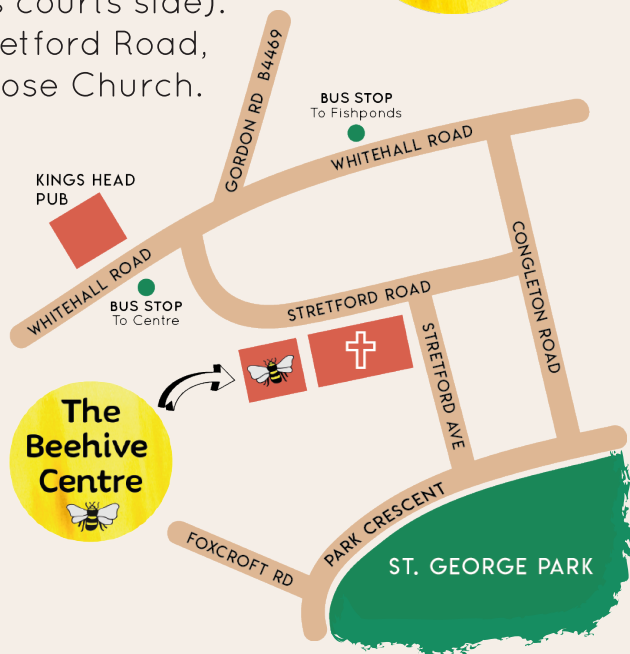 s courts side).
etford Road,
ose Church.
GORDON RD B4469
BUS STOP
To Fishponds
WHITEHALL ROAD
KINGS HEAD
PUB
WHITEHALL ROAD
BUS STOP
To Centre
STRETFORD ROAD
CONGLETON ROAD
STRETFORD AVE
The
Beehive
Centre
PARK CRESCENT
FOXCROFT RD
ST. GEORGE PARK